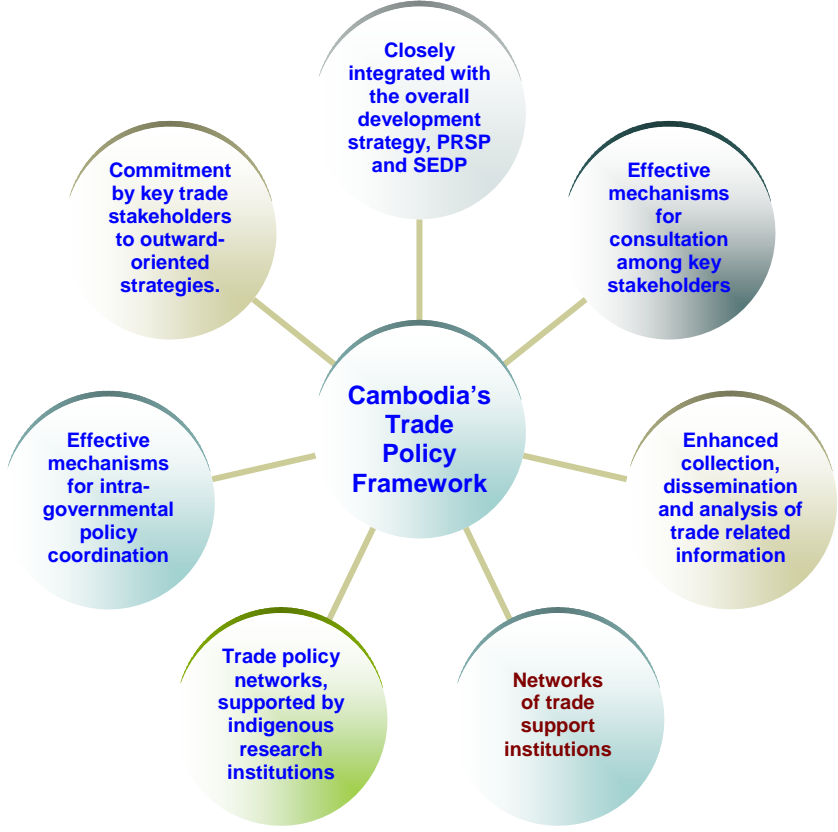 Closely
integrated with
the overall
development
strategy, PRSP
and SEDP
Effective
mechanisms
for
consultation
among key
stakeholders
Enhanced
collection,
dissemination
and analysis of
trade related
information
Networks
of trade
support
institutions
Trade policy
networks,
supported by
indigenous
research
institutions
Effective
mechanisms
for intra-
governmental
policy
coordination
Commitment
by key trade
stakeholders
to outward-
oriented
strategies.
Cambodia’s
Trade
Policy
Framework